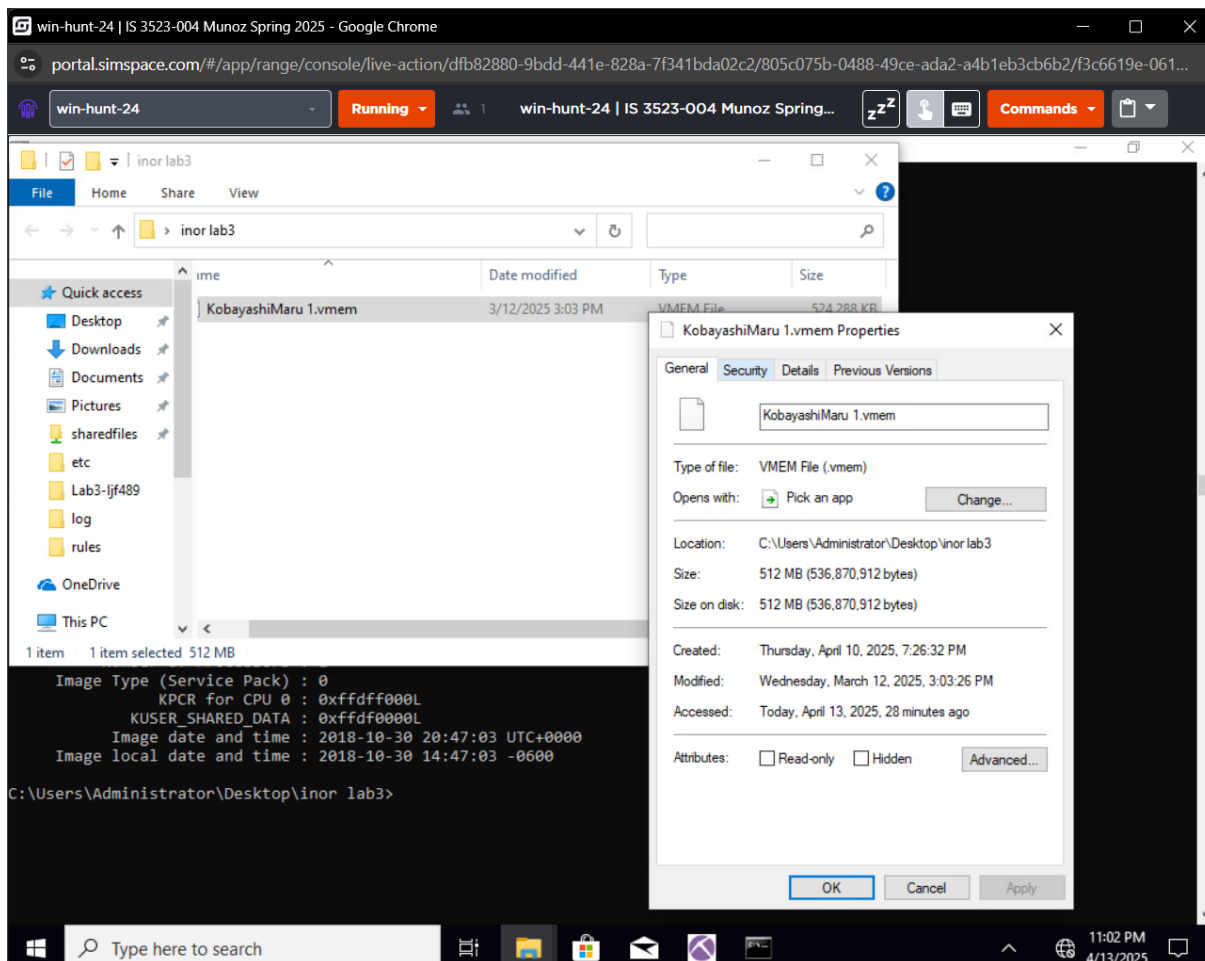 win-hunt-24 | IS 3523-004 Munoz Spring 2025 - Google Chrome
portal.simspace.com/#/app/range/console/live-action/dfb82880-9bdd-441e-828a-7f341bda02c2/805c075b-0488-49ce-ada2-a4b1eb3cb6b2/f3c6619e-061...
win-hunt-24 Running 1 win-hunt-24 | IS 3523-004 Munoz Spring... zzZ Commands
inor lab3
File Home Share View
inor lab3
ame Date modified Type Size
Quick access
KobayashiMaru 1.vmem 3/12/2025 3:03 PM VMEM File 524,288 KB
Desktop
Downloads
Documents
Pictures
sharedfiles
etc
Lab3-ljf489
log
rules
OneDrive
This PC
1 item 1 item selected 512 MB
KobayashiMaru 1.vmem Properties
General Security Details Previous Versions
KobayashiMaru 1.vmem
Type of file: VMEM File (.vmem)
Opens with: Pick an app Change...
Location: C:\Users\Administrator\Desktop\inor lab3
Size: 512 MB (536,870,912 bytes)
Size on disk: 512 MB (536,870,912 bytes)
Created: Thursday, April 10, 2025, 7:26:32 PM
Modified: Wednesday, March 12, 2025, 3:03:26 PM
Accessed: Today, April 13, 2025, 28 minutes ago
Attributes: Read-only Hidden Advanced...
OK Cancel Apply
Image Type (Service Pack) : 0
KPCR for CPU 0 : 0xffdff000L
KUSER_SHARED_DATA : 0xffdf0000L
Image date and time : 2018-10-30 20:47:03 UTC+0000
Image local date and time : 2018-10-30 14:47:03 -0600
C:\Users\Administrator\Desktop\inor lab3>
Type here to search
11:02 PM
4/13/2025